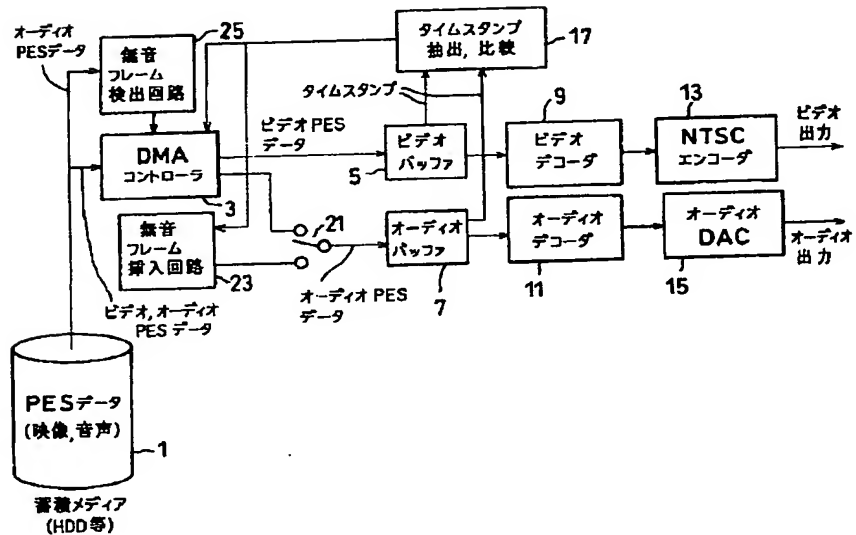 オーディオ
PESデータ
25
無音
フレーム
検出回路
タイムスタンプ
抽出,比較
17
タイムスタンプ
DMA
コントローラ
3
ビデオPES
データ
ビデオ
バッファ
5
9
ビデオ
デコーダ
13
NTSC
エンコーダ
ビデオ
出力
無音
フレーム
挿入回路
23
21
オーディオ
バッファ
7
オーディオ
デコーダ
11
オーディオ
DAC
15
オーディオ
出力
オーディオPES
データ
ビデオ,オーディオ
PESデータ
PESデータ
(映像,音声)
1
蓄積メディア
(HDD等)